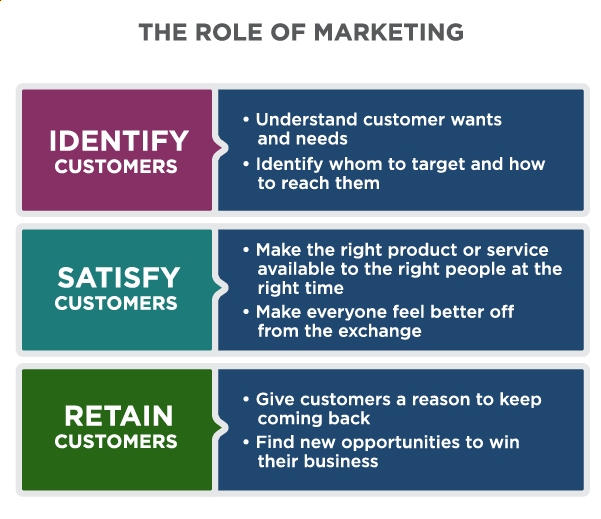 THE ROLE OF MARKETING
IDENTIFY
CUSTOMERS
• Understand customer wants
and needs
• Identify whom to target and how
to reach them
SATISFY
CUSTOMERS
• Make the right product or service
available to the right people at the
right time
• Make everyone feel better off
from the exchange
RETAIN
CUSTOMERS
• Give customers a reason to keep
coming back
• Find new opportunities to win
their business